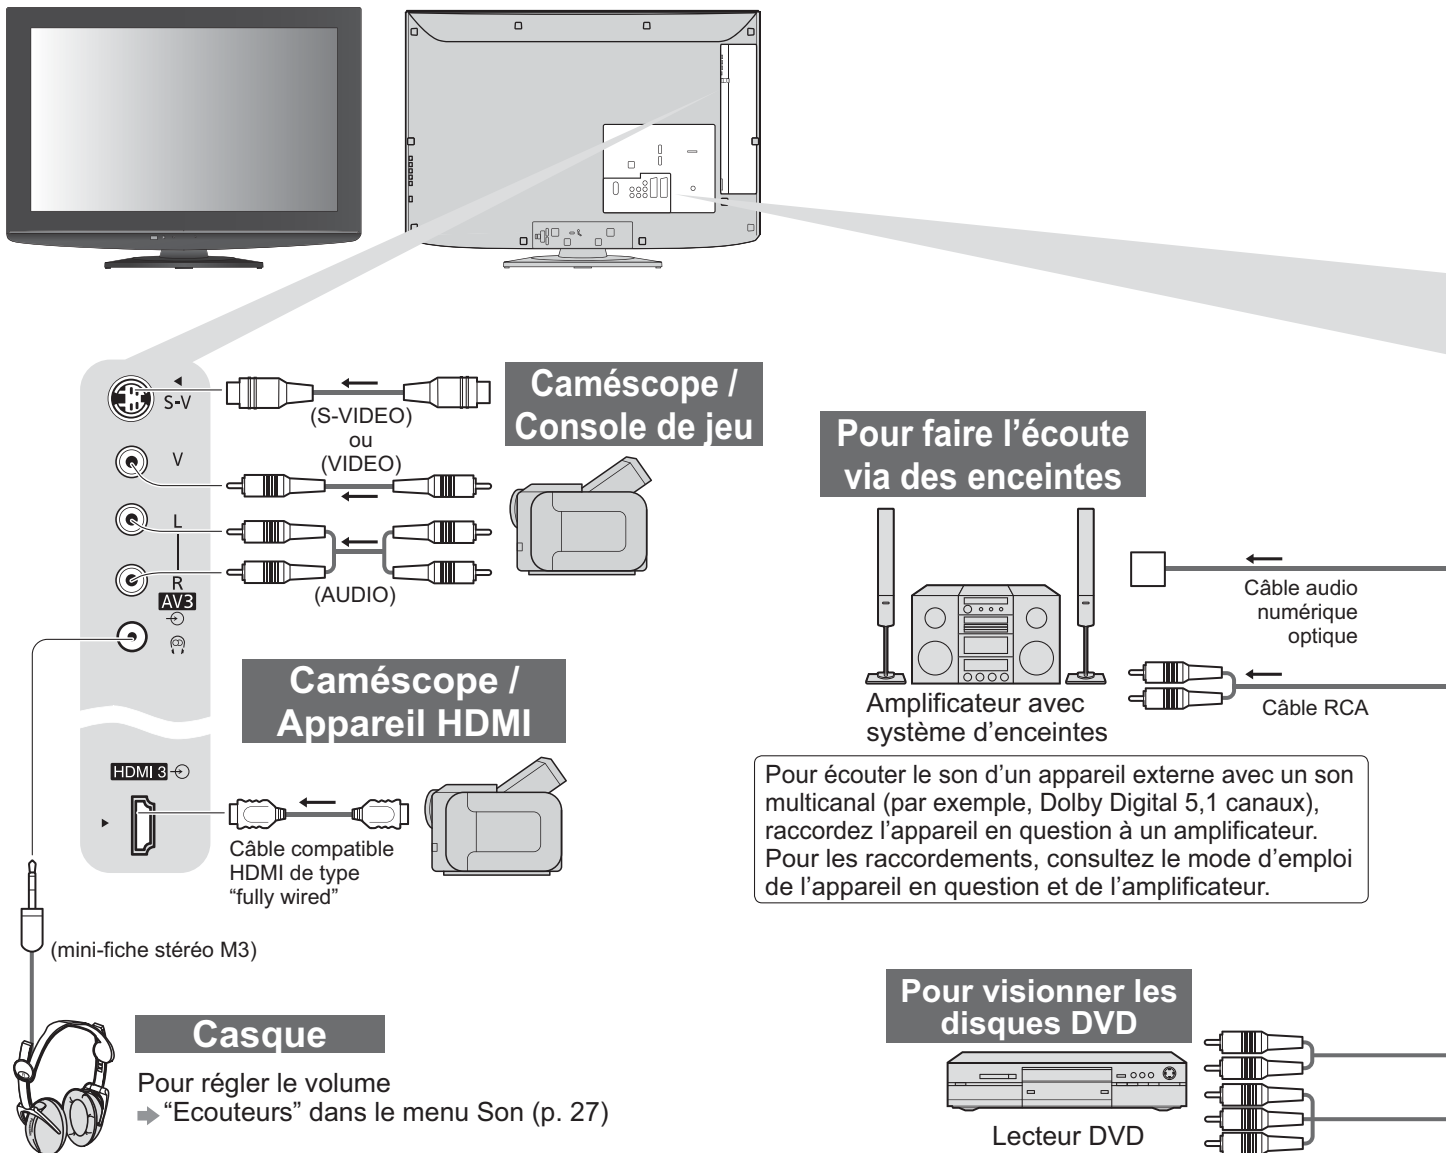 S-V
V
L
R
AV3
(S-VIDEO)
ou
(VIDEO)
(AUDIO)
Caméscope /
Console de jeu
Caméscope /
Appareil HDMI
HDMI 3
Câble compatible
HDMI de type
“fully wired”
(mini-fiche stéréo M3)
Casque
Pour régler le volume
“Ecouteurs” dans le menu Son (p. 27)
Pour faire l’écoute
via des enceintes
Câble audio
numérique
optique
Câble RCA
Amplificateur avec
système d’enceintes
Pour écouter le son d’un appareil externe avec un son
multicanal (par exemple, Dolby Digital 5,1 canaux),
raccordez l’appareil en question à un amplificateur.
Pour les raccordements, consultez le mode d’emploi
de l’appareil en question et de l’amplificateur.
Pour visionner les
disques DVD
Lecteur DVD